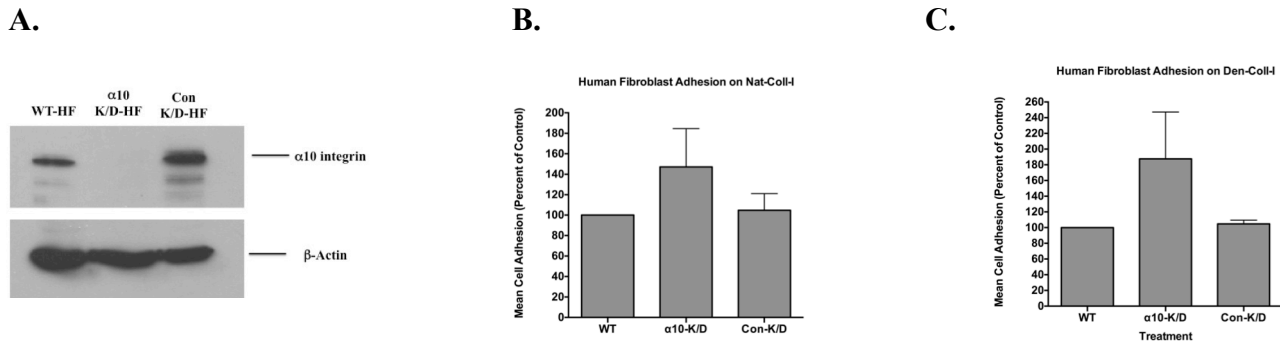 A.
WT-HF
α10
K/D-HF
Con
K/D-HF
α10 integrin
β-Actin
B.
Human Fibroblast Adhesion on Nat-Coll-I
Mean Cell Adhesion (Percent of Control)
200
180
160
140
120
100
80
60
40
20
0
WT
α10-K/D
Con-K/D
C.
Human Fibroblast Adhesion on Den-Coll-I
Mean Cell Adhesion (Percent of Control)
260
240
220
200
180
160
140
120
100
80
60
40
20
0
WT
α10-K/D
Con-K/D
Treatment